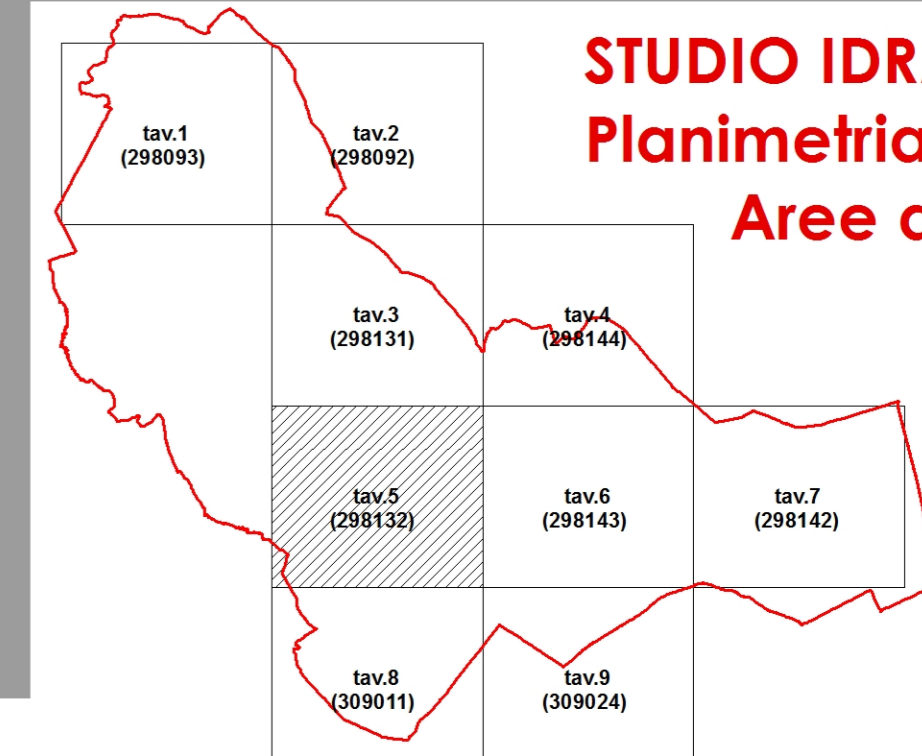 STUDIO
Planimetria
Aree
tav.1
(298093)
tav.2
(298092)
tav.3
(298131)
tav.4
(298144)
tav.5
(298132)
tav.6
(298143)
tav.7
(298142)
tav.8
(309011)
tav.9
(309024)